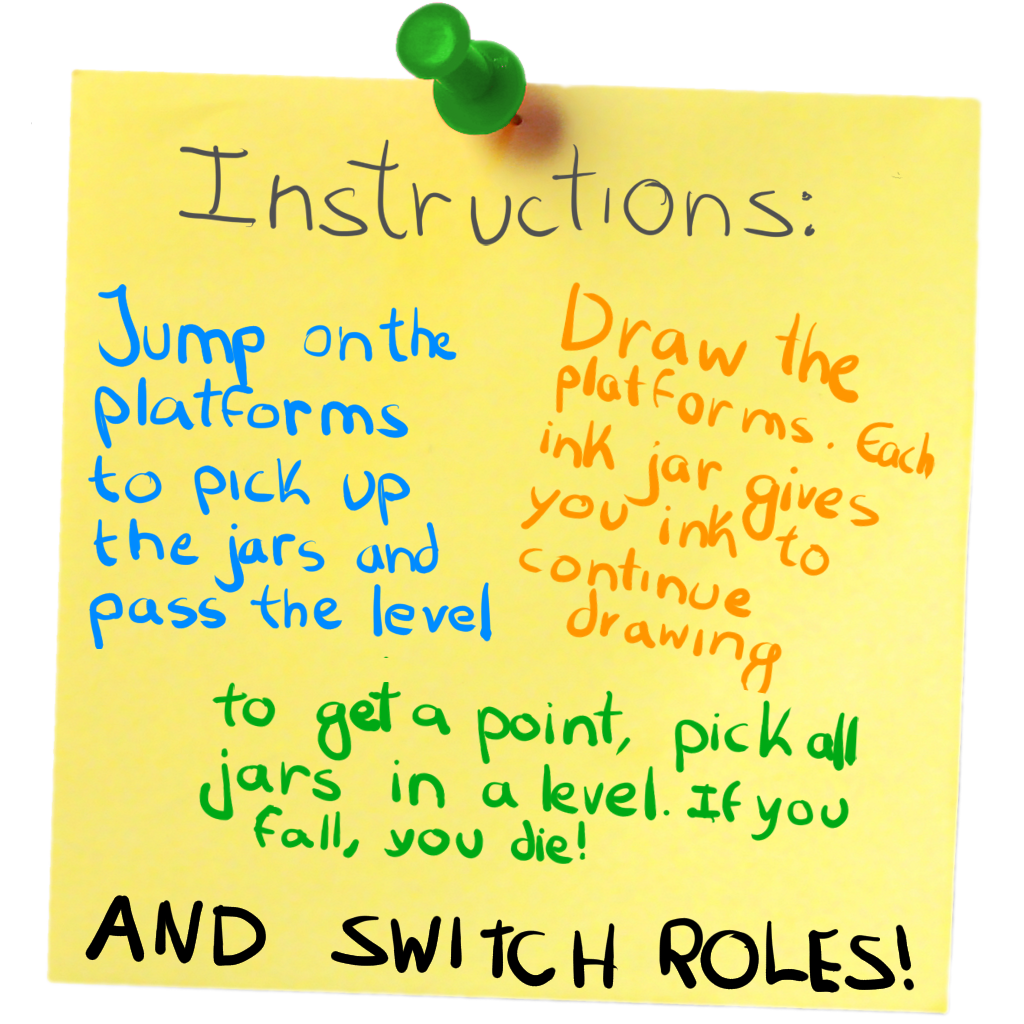 Instructions:
Jump on the
platforms
to pick up
the jars and
pass the level
Draw the
platforms. Each
ink jar gives
you ink to
continue
drawing
to get a point, pick all
jars in a level. If you
fall, you die!
AND SWITCH ROLES!